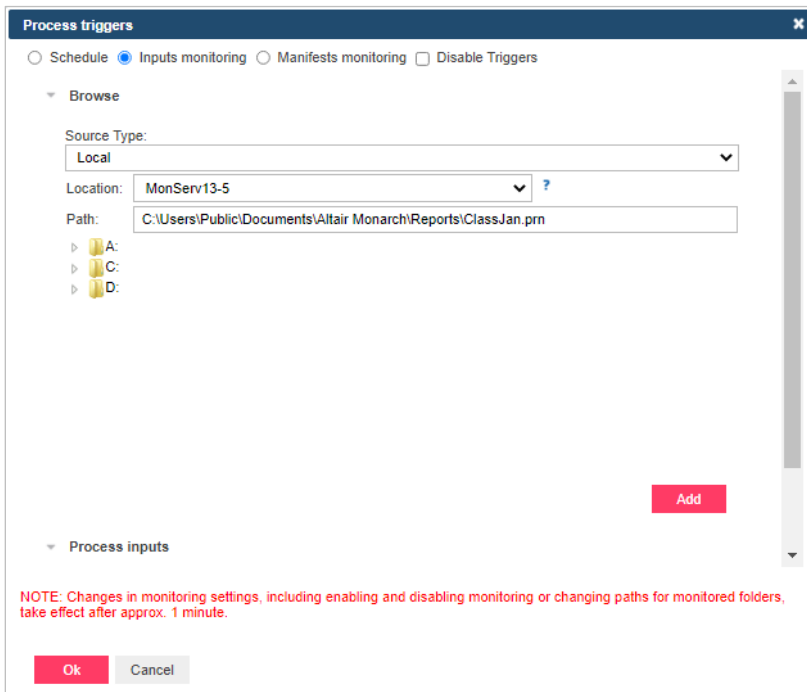 Process triggers
Schedule Inputs monitoring Manifests monitoring Disable Triggers
Browse
Source Type:
Local
Location: MonServ13-5 ?
Path: C:\Users\Public\Documents\Altair Monarch\Reports\ClassJan.prn
A:
C:
D:
Add
Process inputs
NOTE: Changes in monitoring settings, including enabling and disabling monitoring or changing paths for monitored folders,
take effect after approx. 1 minute.
Ok Cancel